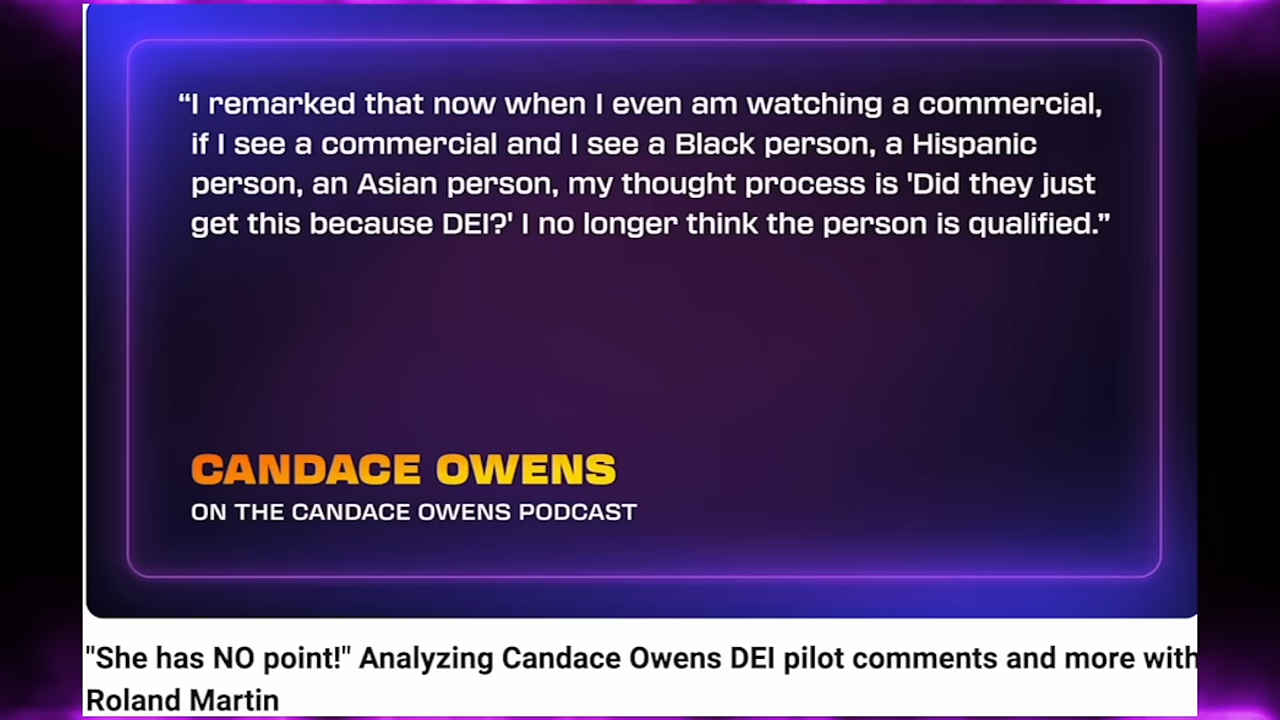 “I remarked that now when I even am watching a commercial,
if I see a commercial and I see a Black person, a Hispanic
person, an Asian person, my thought process is 'Did they just
get this because DEI?' I no longer think the person is qualified.”
CANDACE OWENS
ON THE CANDACE OWENS PODCAST
"She has NO point!" Analyzing Candace Owens DEI pilot comments and more with
Roland Martin